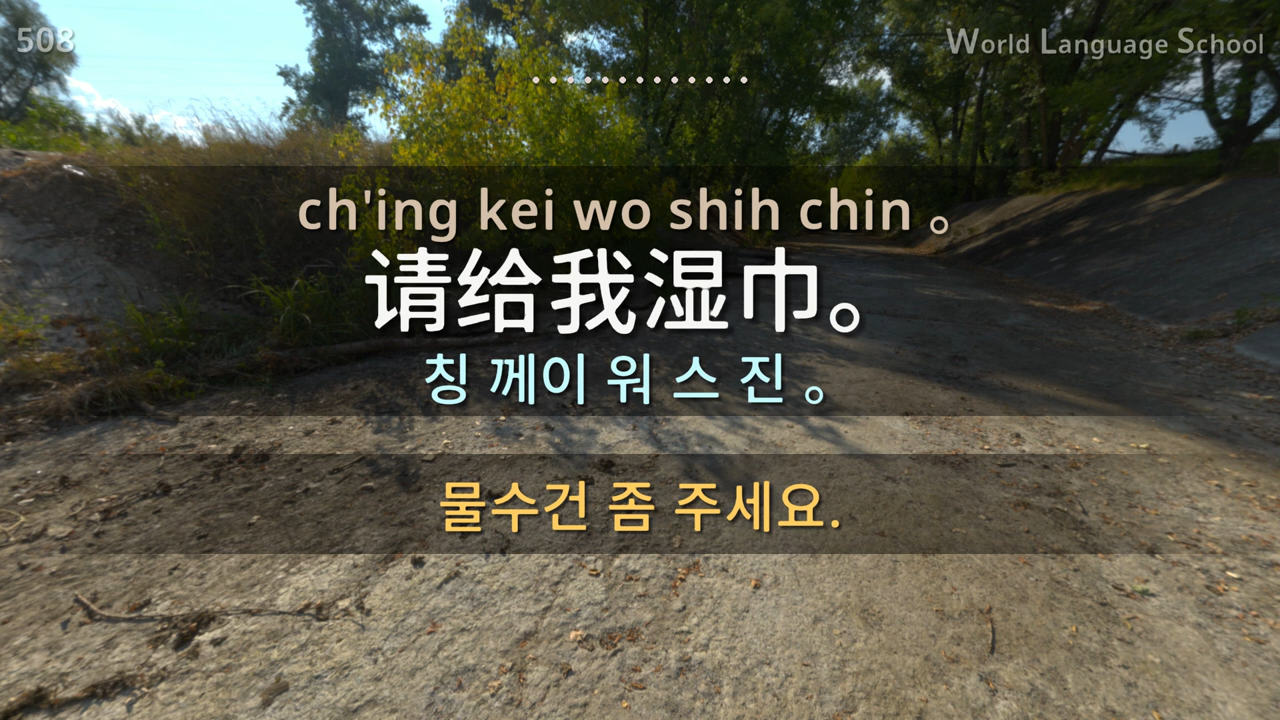 508
World Language School
.............
ch'ing kei wo shih chin 。
请给我湿巾。
칭 께이 워 스 진 。
물수건 좀 주세요.